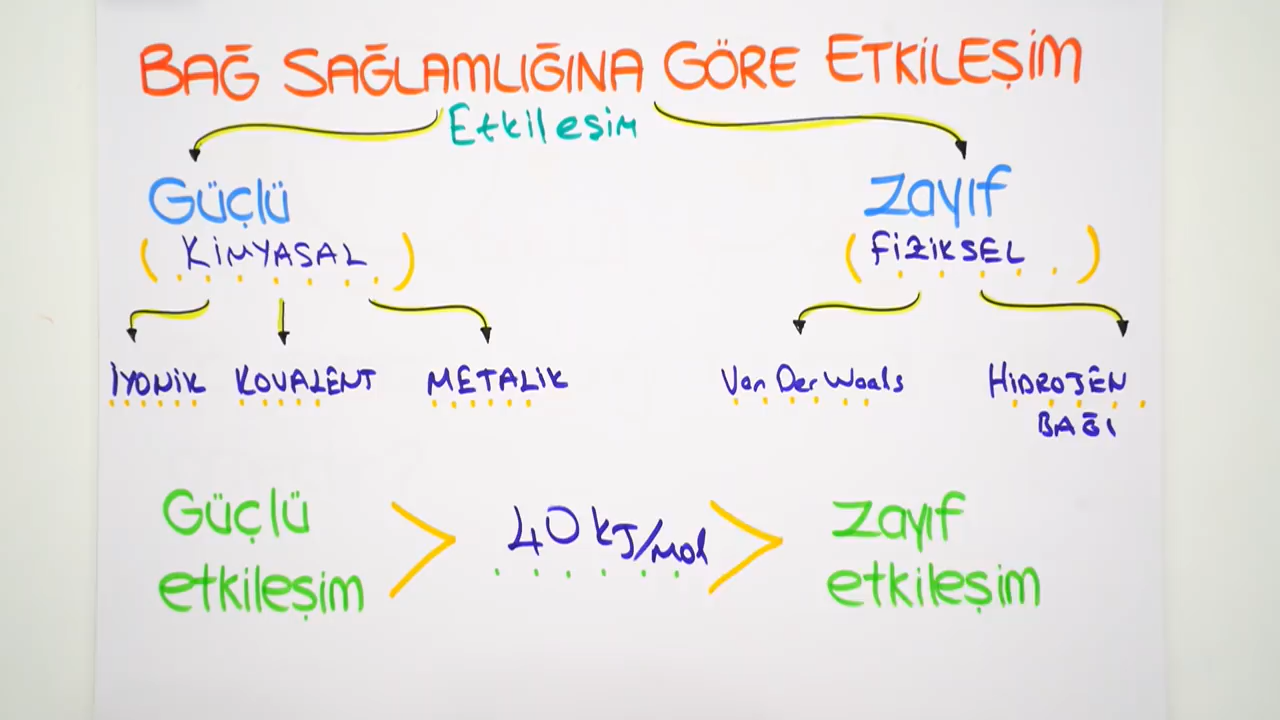 BAĞ SAĞLAMLIĞINA GÖRE ETKİLEŞİM
Etkileşim
Güçlü
Zayıf
(KİMYASAL)
(FİZİKSEL)
İYONİK KOVALENT METALİK
Van Der Waals HİDROJEN
BAĞI
Güçlü
etkileşim
> 40 kJ/mol >
Zayıf
etkileşim